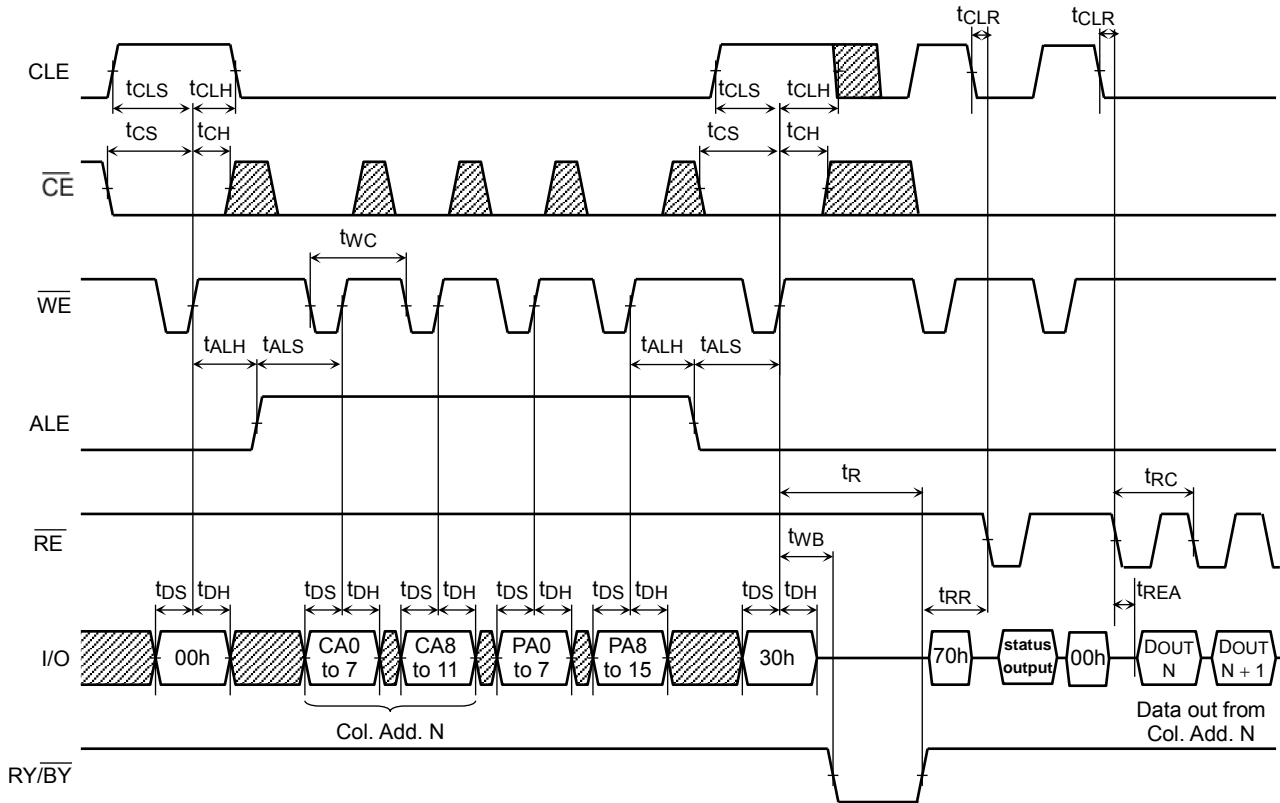 tCLR tCLR
CLE
tCLS tCLH tCLS tCLH
tCS tCH tCS tCH
CE
tWC
WE
tALH tALS tALH tALS
ALE
tR tRC
RE
tWB
tDS tDH tDS tDH tDS tDH tDS tDH tDS tDH tDS tDH tRR tREA
I/O
00h
CA0 to 7
CA8 to 11
PA0 to 7
PA8 to 15
30h
70h
status output
00h
DOUT N
DOUT N + 1
Col. Add. N
Data out from
Col. Add. N
RY/BY